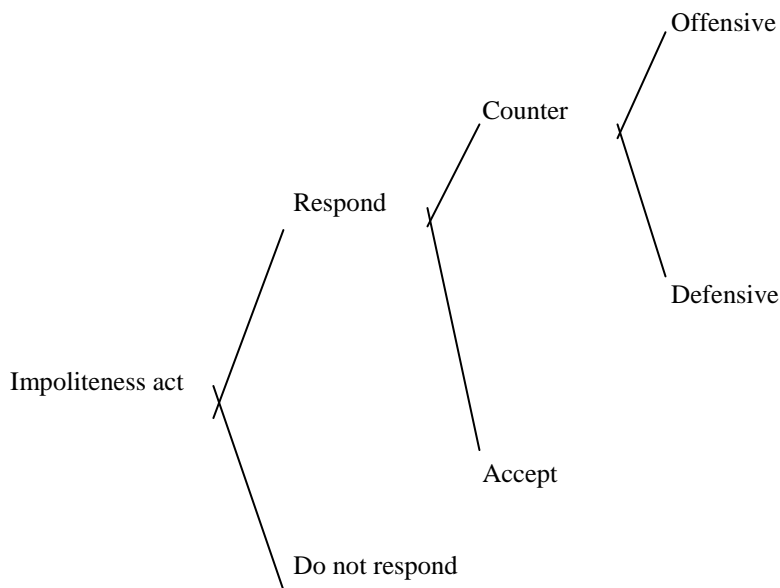 Offensive
Counter
Respond
Defensive
Impoliteness act
Accept
Do not respond